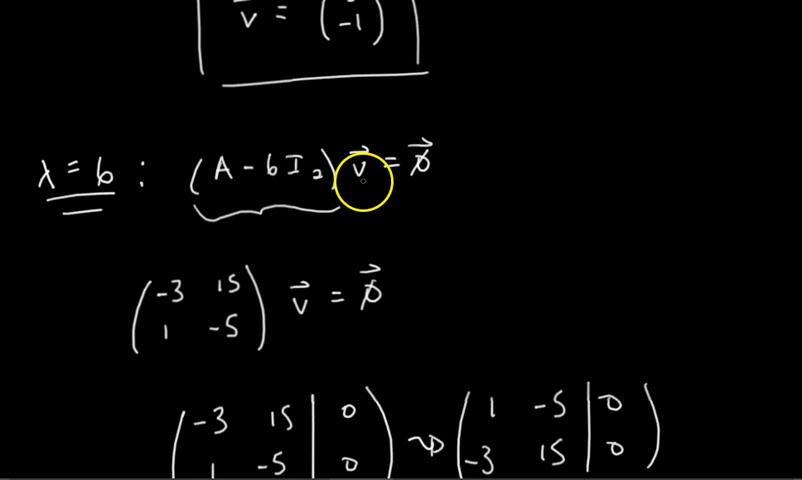 v⃗ = ( -1 )
λ = 6 : (A - 6I₂) v⃗ = 0⃗
( -3 15
1 -5 ) v⃗ = 0⃗
( -3 15 | 0 ) ⇝ ( 1 -5 | 0 )
( 1 -5 | 0 ) ( -3 15 | 0 )